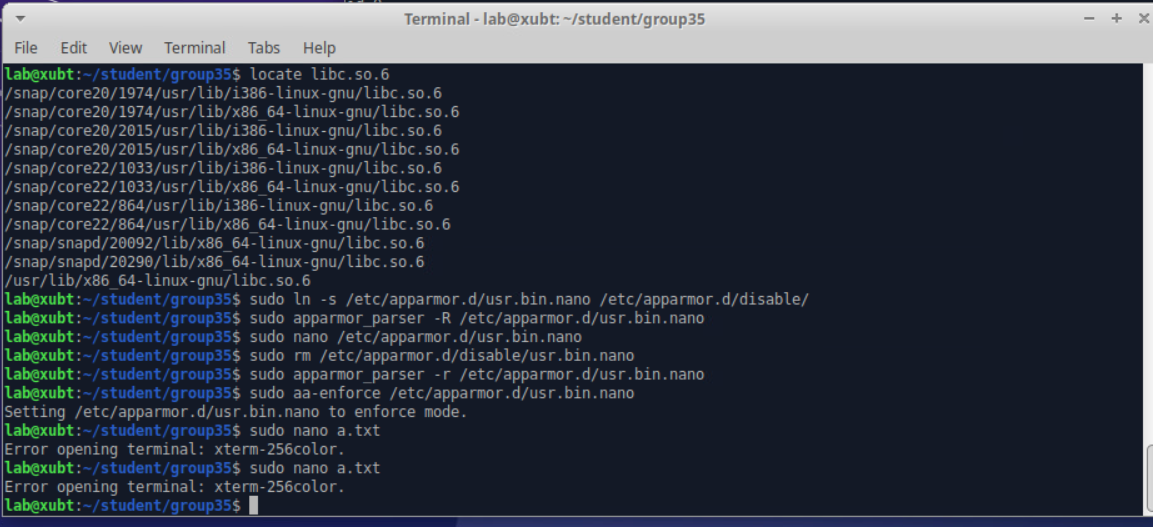 Terminal - lab@xubt: ~/student/group35
File Edit View Terminal Tabs Help
lab@xubt:~/student/group35$ locate libc.so.6
/snap/core20/1974/usr/lib/i386-linux-gnu/libc.so.6
/snap/core20/1974/usr/lib/x86_64-linux-gnu/libc.so.6
/snap/core20/2015/usr/lib/i386-linux-gnu/libc.so.6
/snap/core20/2015/usr/lib/x86_64-linux-gnu/libc.so.6
/snap/core22/1033/usr/lib/i386-linux-gnu/libc.so.6
/snap/core22/1033/usr/lib/x86_64-linux-gnu/libc.so.6
/snap/core22/864/usr/lib/i386-linux-gnu/libc.so.6
/snap/core22/864/usr/lib/x86_64-linux-gnu/libc.so.6
/snap/snapd/20092/lib/x86_64-linux-gnu/libc.so.6
/snap/snapd/20290/lib/x86_64-linux-gnu/libc.so.6
/usr/lib/x86_64-linux-gnu/libc.so.6
lab@xubt:~/student/group35$ sudo ln -s /etc/apparmor.d/usr.bin.nano /etc/apparmor.d/disable/
lab@xubt:~/student/group35$ sudo apparmor_parser -R /etc/apparmor.d/usr.bin.nano
lab@xubt:~/student/group35$ sudo nano /etc/apparmor.d/usr.bin.nano
lab@xubt:~/student/group35$ sudo rm /etc/apparmor.d/disable/usr.bin.nano
lab@xubt:~/student/group35$ sudo apparmor_parser -r /etc/apparmor.d/usr.bin.nano
lab@xubt:~/student/group35$ sudo aa-enforce /etc/apparmor.d/usr.bin.nano
Setting /etc/apparmor.d/usr.bin.nano to enforce mode.
lab@xubt:~/student/group35$ sudo nano a.txt
Error opening terminal: xterm-256color.
lab@xubt:~/student/group35$ sudo nano a.txt
Error opening terminal: xterm-256color.
lab@xubt:~/student/group35$